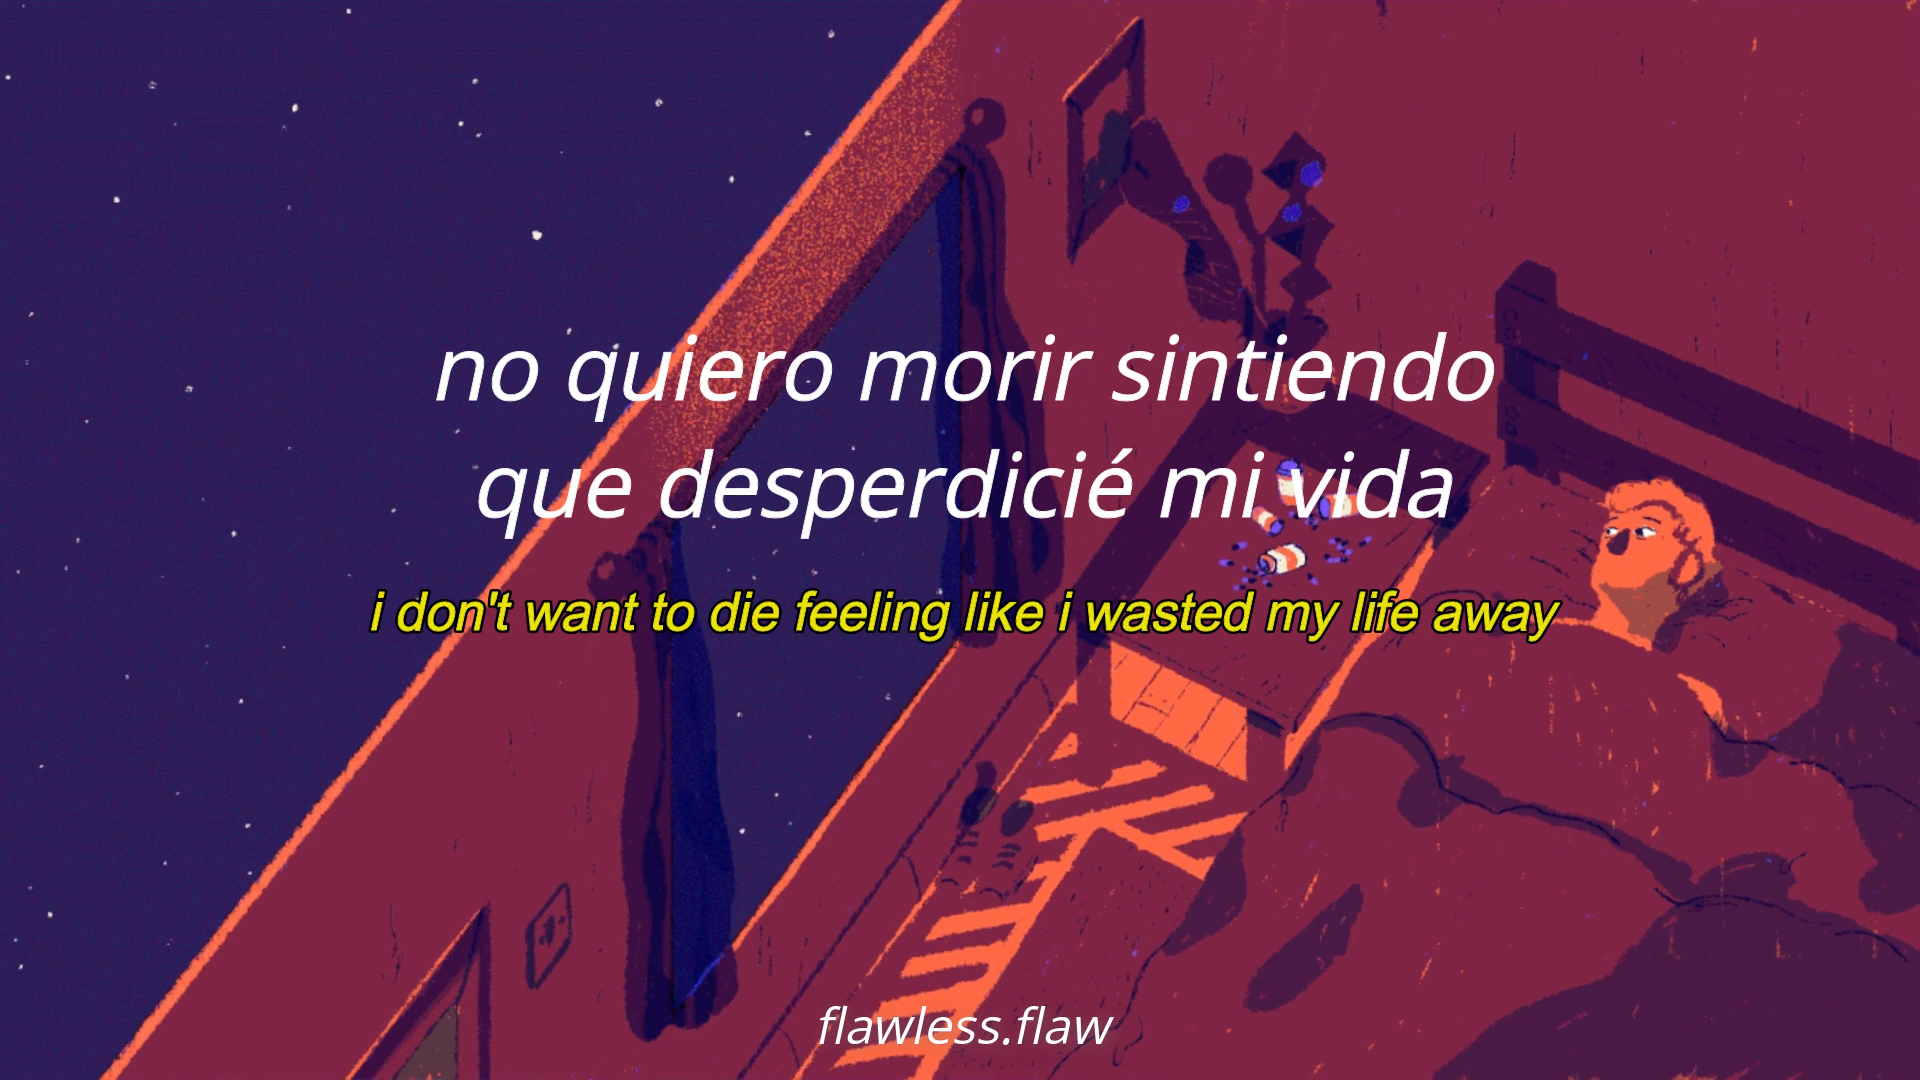 no quiero morir sintiendo
que desperdicié mi vida
i don't want to die feeling like i wasted my life away
flawless.flaw